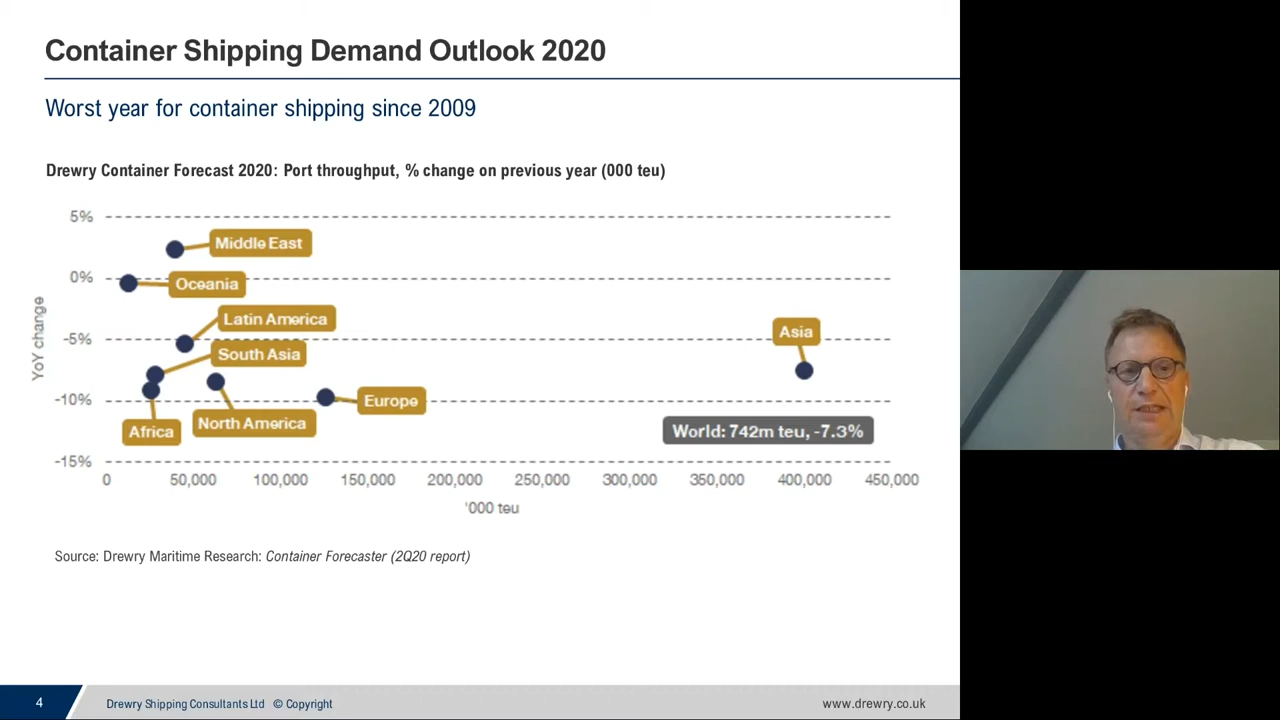 Container Shipping Demand Outlook 2020
Worst year for container shipping since 2009
Drewry Container Forecast 2020: Port throughput, % change on previous year (000 teu)
5%
Middle East
0%
Oceania
Latin America
Asia
-5%
South Asia
YoY change
-10%
Europe
North America
Africa
World: 742m teu, -7.3%
-15%
0 50,000 100,000 150,000 200,000 250,000 300,000 350,000 400,000 450,000
'000 teu
Source: Drewry Maritime Research: Container Forecaster (2Q20 report)
4 Drewry Shipping Consultants Ltd © Copyright www.drewry.co.uk